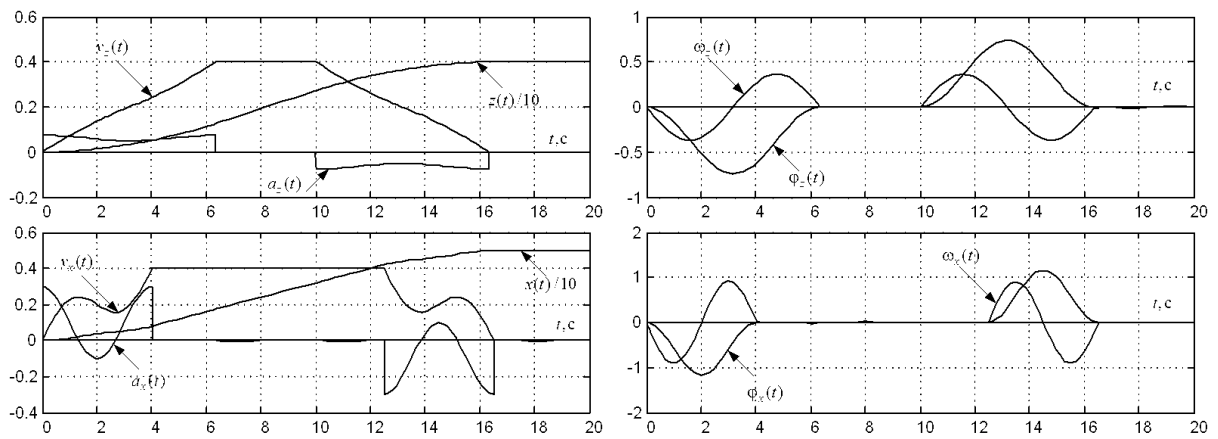 0.6
0.4
0.2
0
-0.2
v_z(t)
z(t)/10
t,c
a_z(t)
0 2 4 6 8 10 12 14 16 18 20
1
0.5
0
-0.5
-1
ω_z(t)
t,c
φ_z(t)
0 2 4 6 8 10 12 14 16 18 20
0.6
0.4
0.2
0
-0.2
-0.4
v_x(t)
x(t)/10
t,c
a_x(t)
0 2 4 6 8 10 12 14 16 18 20
2
1
0
-1
-2
ω_x(t)
t,c
φ_x(t)
0 2 4 6 8 10 12 14 16 18 20